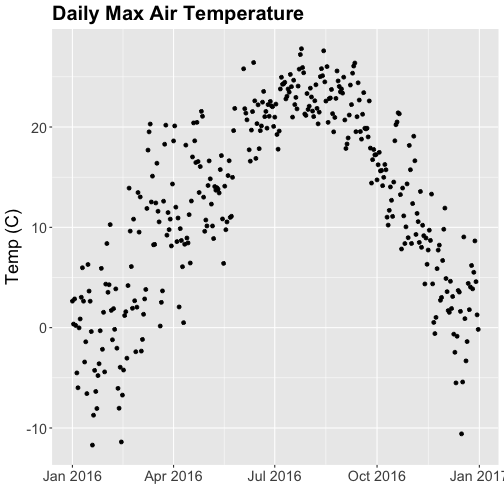 Daily Max Air Temperature
Temp (C)
20
10
0
-10
Jan 2016
Apr 2016
Jul 2016
Oct 2016
Jan 2017